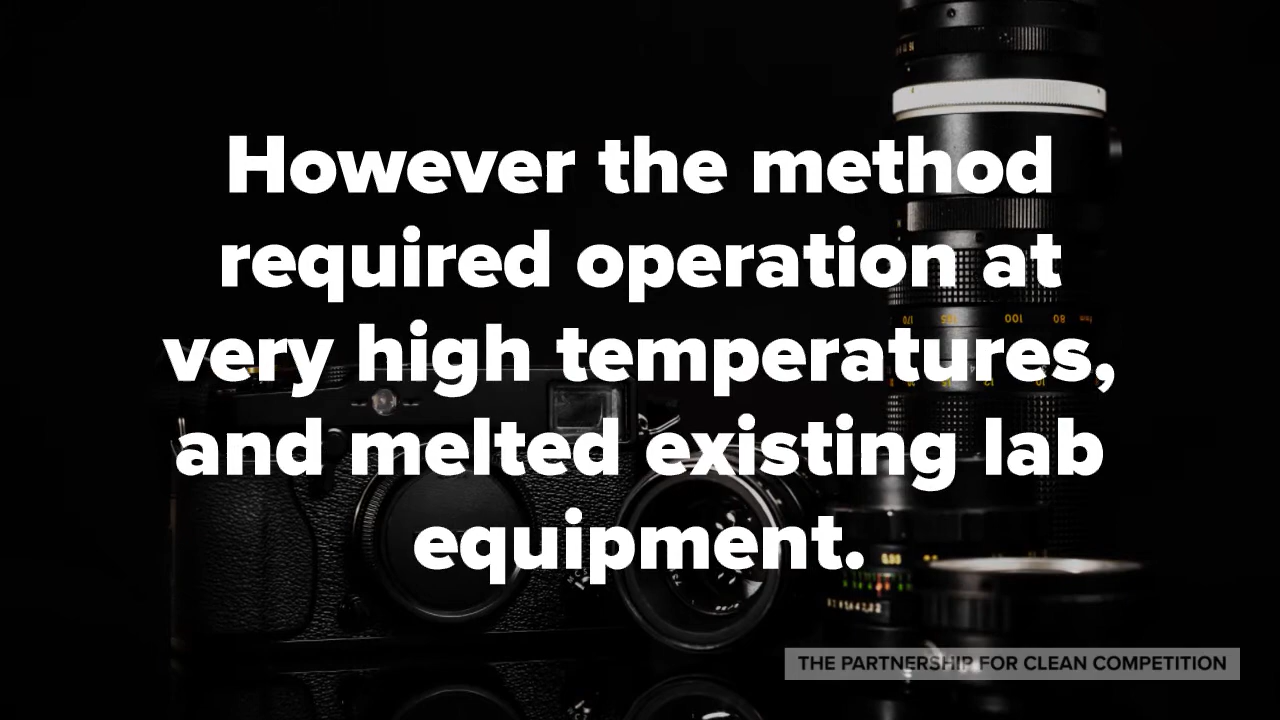 However the method
required operation at
very high temperatures,
and melted existing lab
equipment.
THE PARTNERSHIP FOR CLEAN COMPETITION